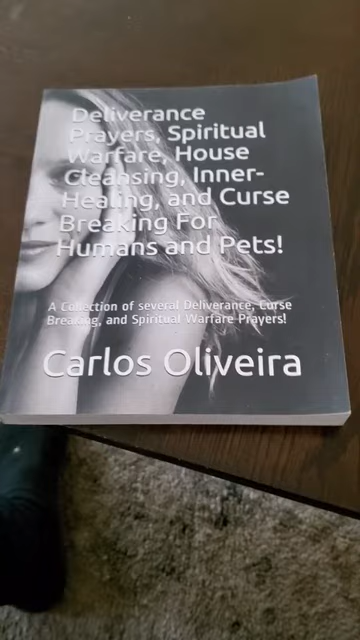 Deliverance
Prayers, Spiritual
Warfare, House
Cleansing, Inner-
Healing, and Curse
Breaking For
Humans and Pets!
A Collection of several Deliverance, Curse
Breaking, and Spiritual Warfare Prayers!
Carlos Oliveira